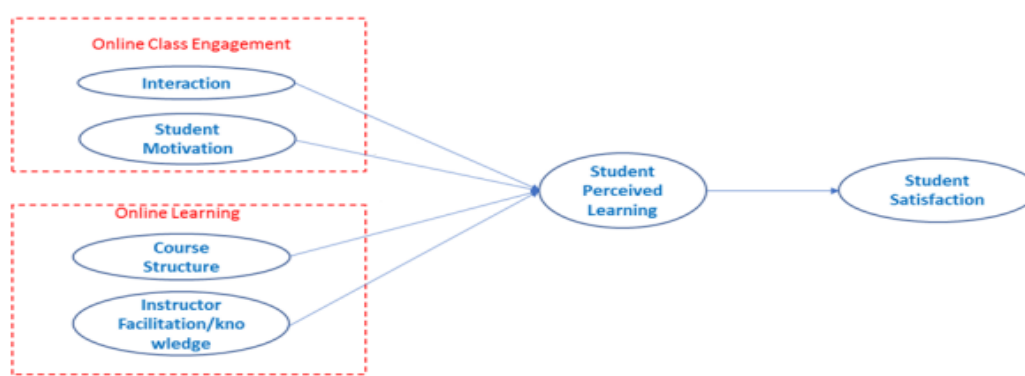 Online Class Engagement
Interaction
Student
Motivation
Online Learning
Course
Structure
Instructor
Facilitation/kno
wledge
Student
Perceived
Learning
Student
Satisfaction